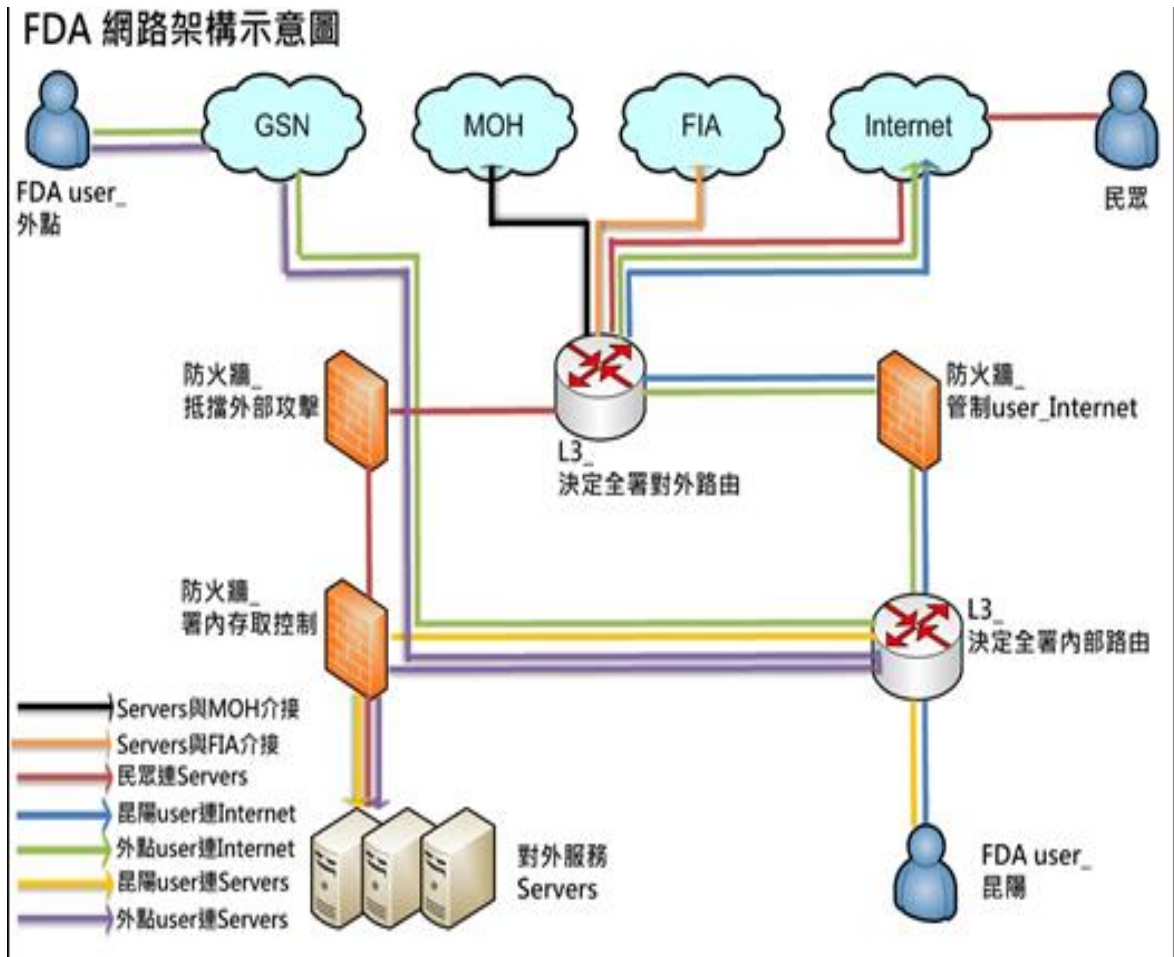 FDA 網路架構示意圖
GSN
MOH
FIA
Internet
FDA user_
外點
民眾
防火牆_
抵擋外部攻擊
防火牆_
管制user_Internet
L3_
決定全署對外路由
防火牆_
署內存取控制
L3_
決定全署內部路由
Servers與MOH介接
Servers與FIA介接
民眾連Servers
昆陽user連Internet
外點user連Internet
昆陽user連Servers
外點user連Servers
對外服務
Servers
FDA user_
昆陽